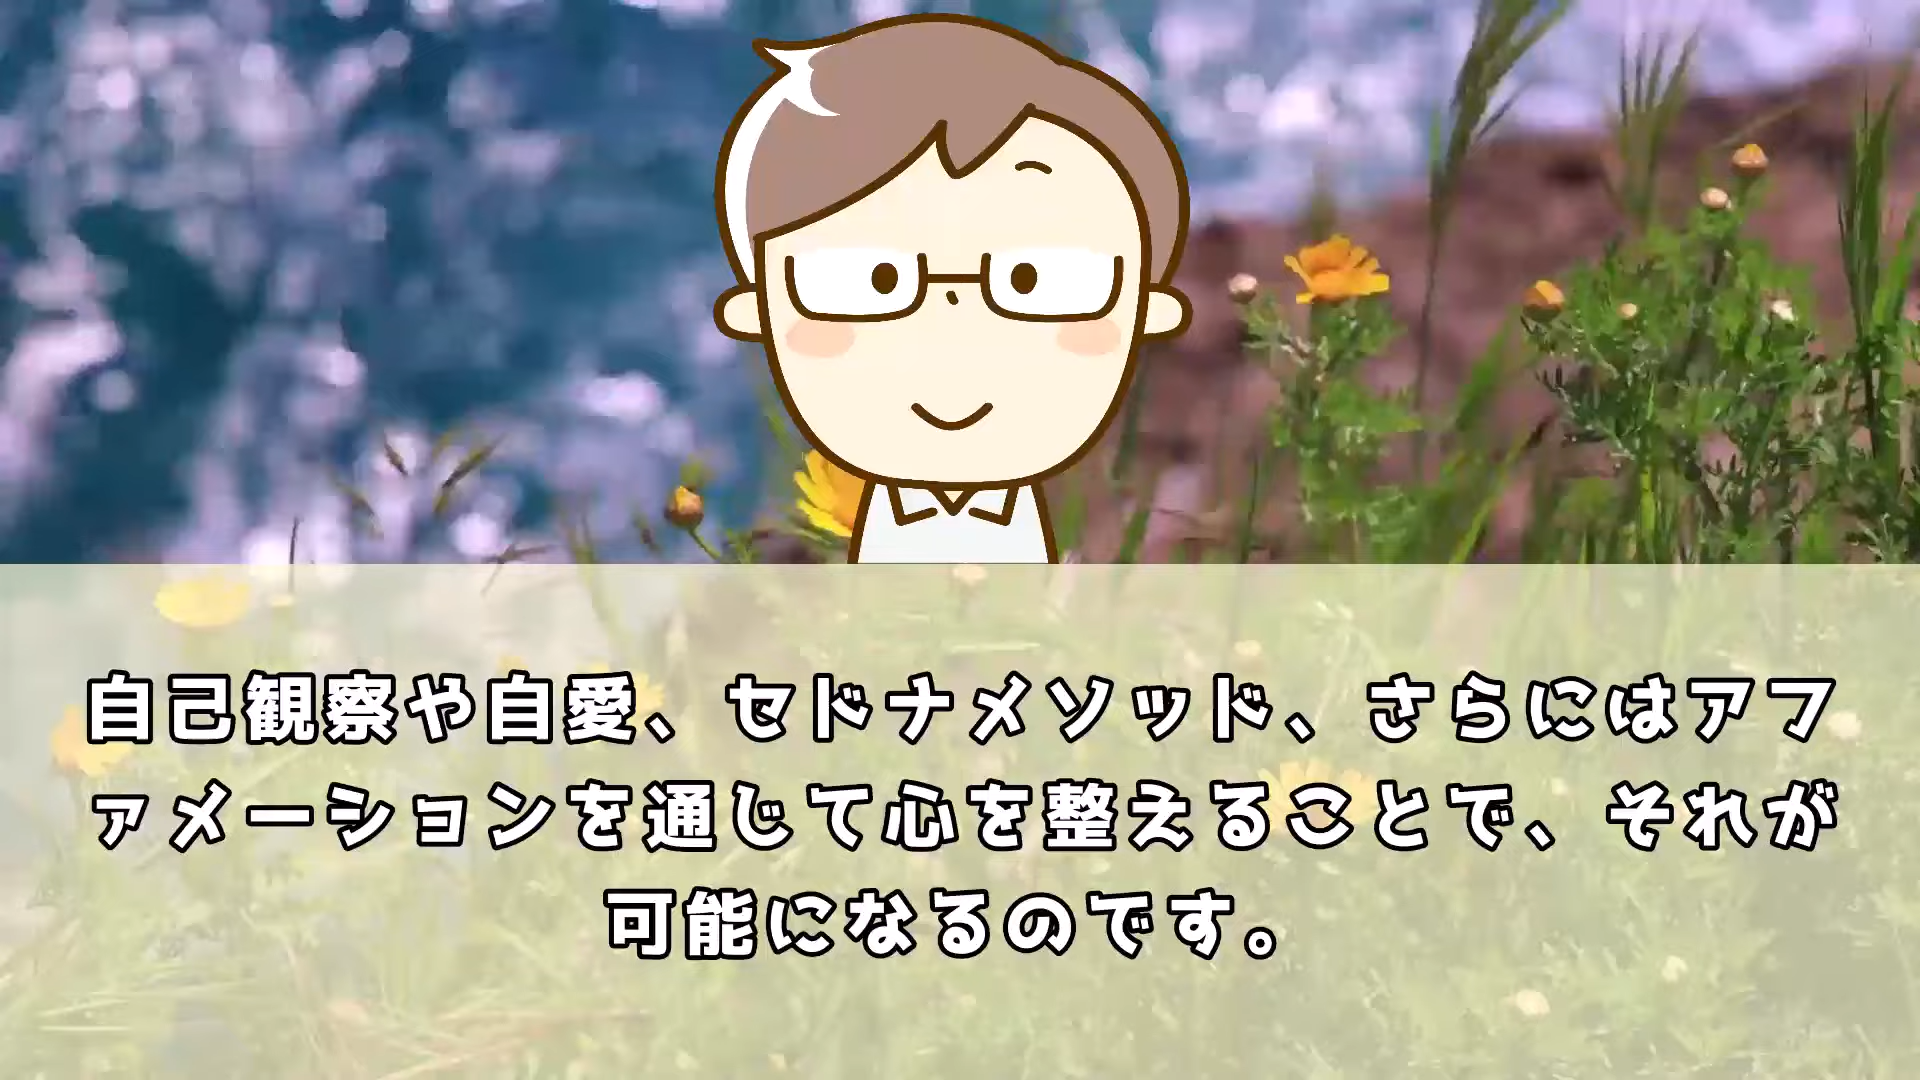 自己観察や自愛、セドナメソッド、さらにはアフ
ァメーションを通じて心を整えることで、それが
可能になるのです。